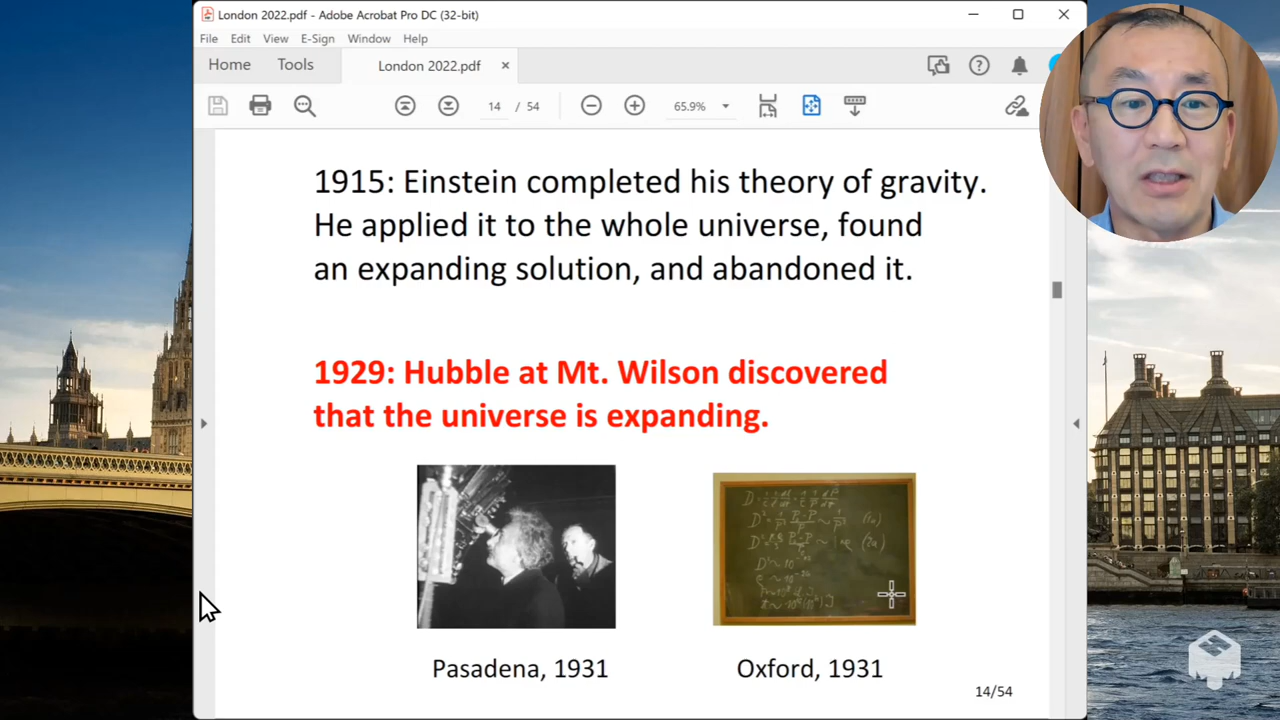 London 2022.pdf - Adobe Acrobat Pro DC (32-bit)
File Edit View E-Sign Window Help
Home Tools London 2022.pdf
14 / 54 65.9%
1915: Einstein completed his theory of gravity.
He applied it to the whole universe, found
an expanding solution, and abandoned it.
1929: Hubble at Mt. Wilson discovered
that the universe is expanding.
Pasadena, 1931
Oxford, 1931
14/54